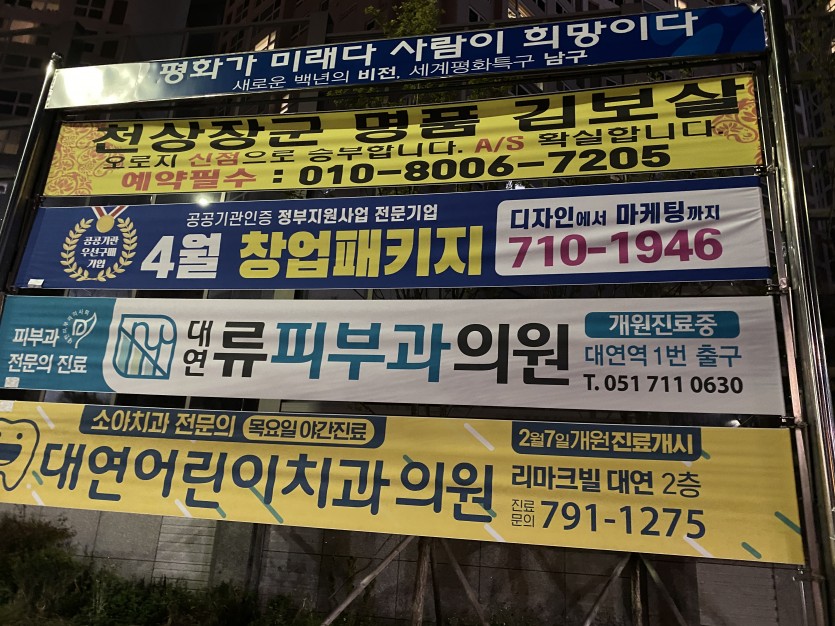 평화가 미래다 사람이 희망이다
새로운 백년의 비전, 세계평화특구 남구
천상장군 명품 김보살
오로지 신점으로 승부합니다. A/S 확실합니다.
예약필수 : 010-8006-7205
공공기관
우선구매
기업
공공기관인증 정부지원사업 전문기업
4월 창업패키지
디자인에서 마케팅까지
710-1946
피부과
전문의 진료
대연 류피부과의원
개원진료중
대연역 1번 출구
T. 051 711 0630
소아치과 전문의 목요일 야간진료
대연어린이치과의원
2월7일개원 진료개시
리마크빌 대연 2층
진료문의 791-1275